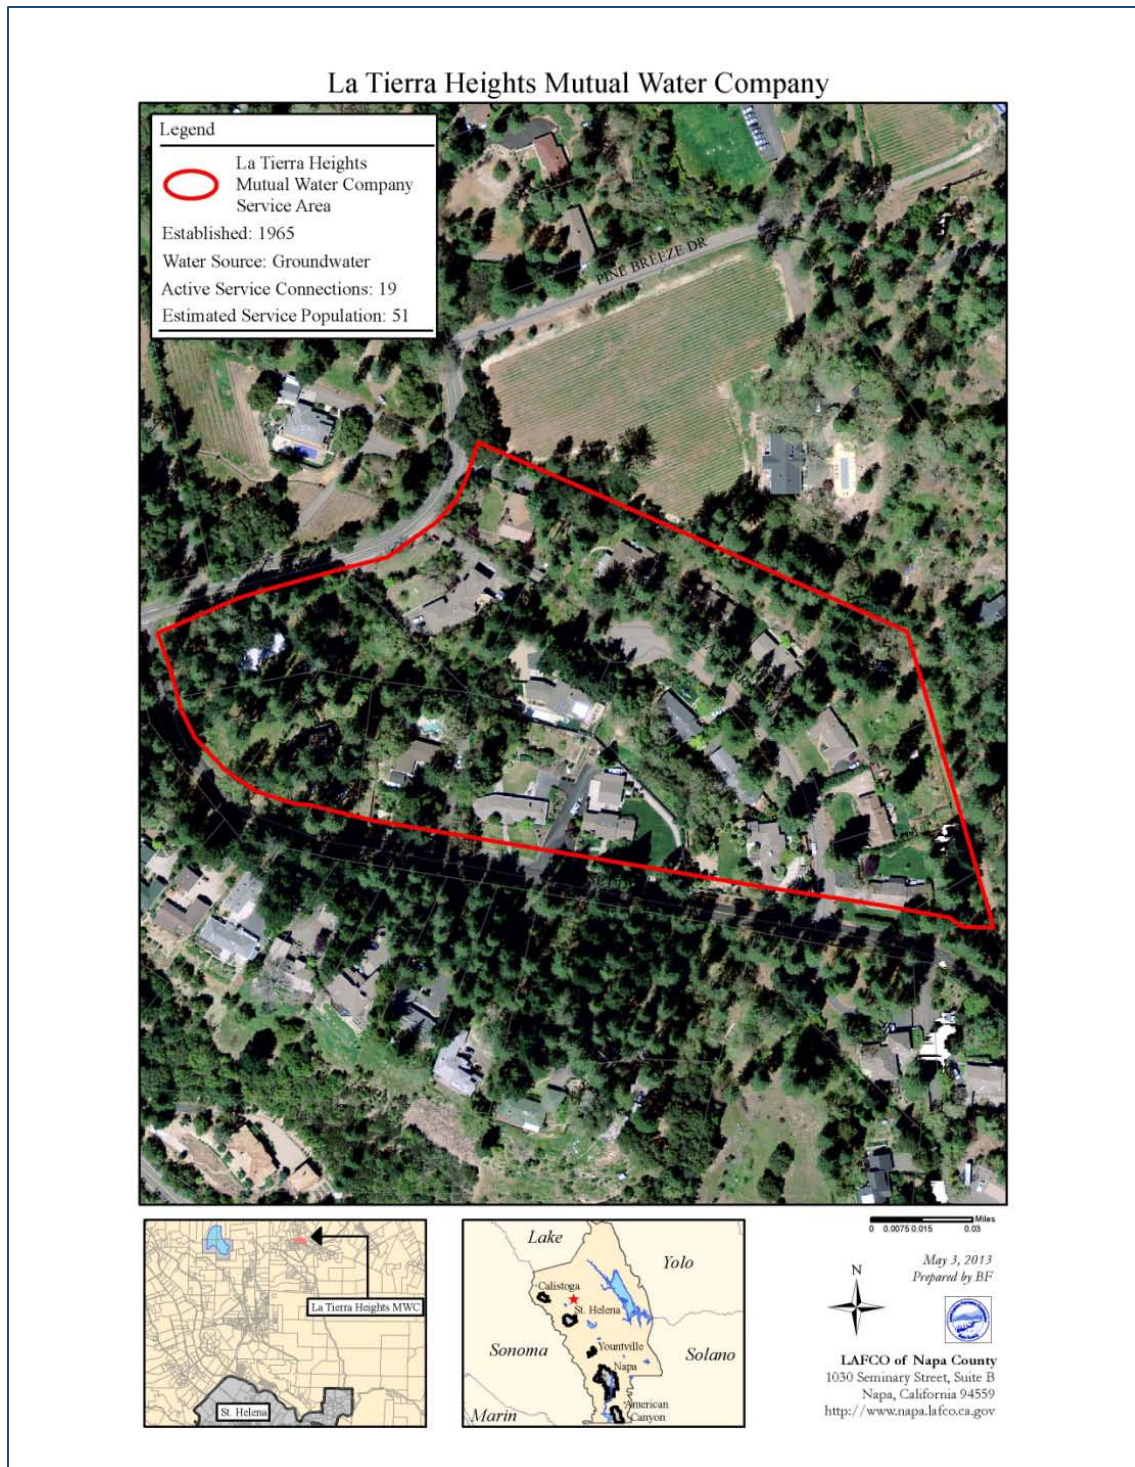 La Tierra Heights Mutual Water Company
Legend
La Tierra Heights
Mutual Water Company
Service Area
Established: 1965
Water Source: Groundwater
Active Service Connections: 19
Estimated Service Population: 51
PINE BREEZE DR
La Tierra Heights MWC
St. Helena
Lake
Yolo
Calistoga
St. Helena
Sonoma
Yountville
Solano
Napa
Marin
American
Canyon
Miles
0 0.0075 0.015 0.03
May 3, 2013
Prepared by BF
N
LAFCO of Napa County
1030 Seminary Street, Suite B
Napa, California 94559
http://www.napa.lafco.ca.gov